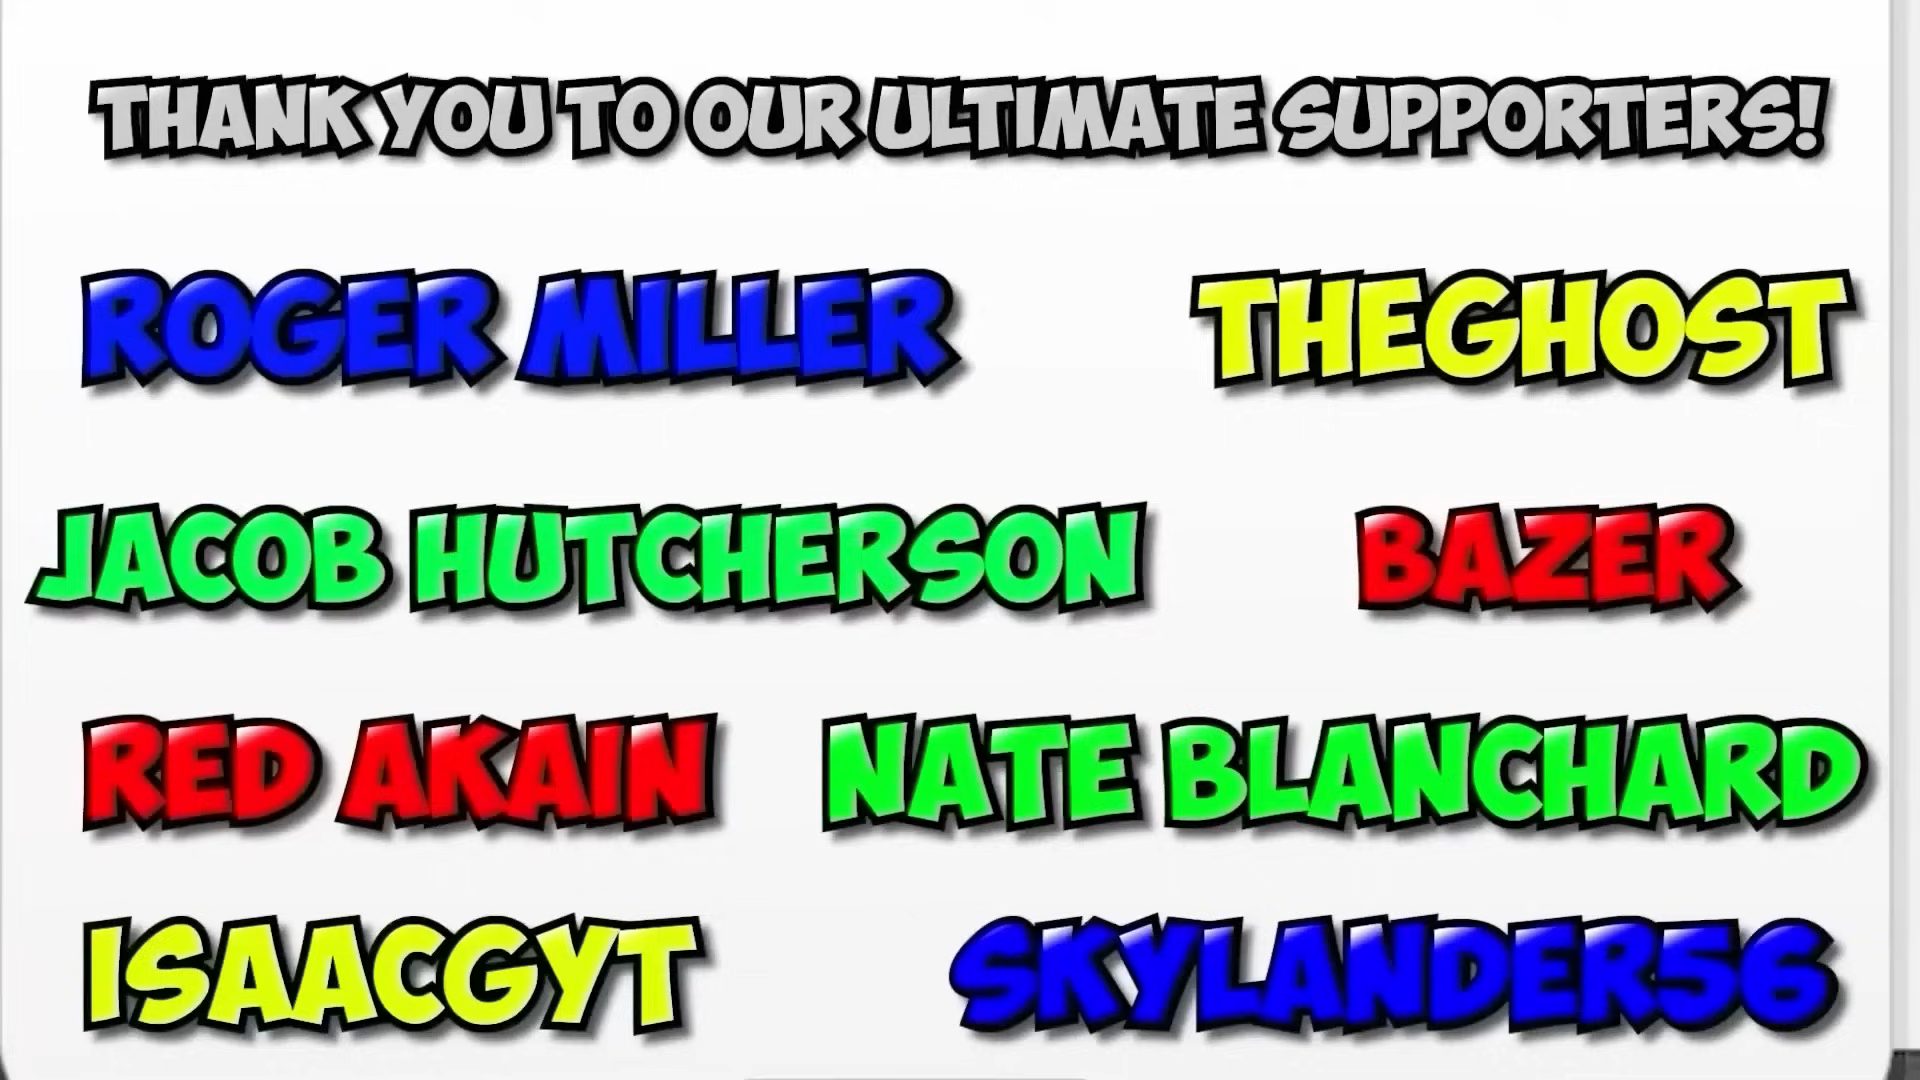 THANK YOU TO OUR ULTIMATE SUPPORTERS!
ROGER MILLER THEGHOST
JACOB HUTCHERSON BAZER
RED AKAIN NATE BLANCHARD
ISAACGYT SKYLANDER56